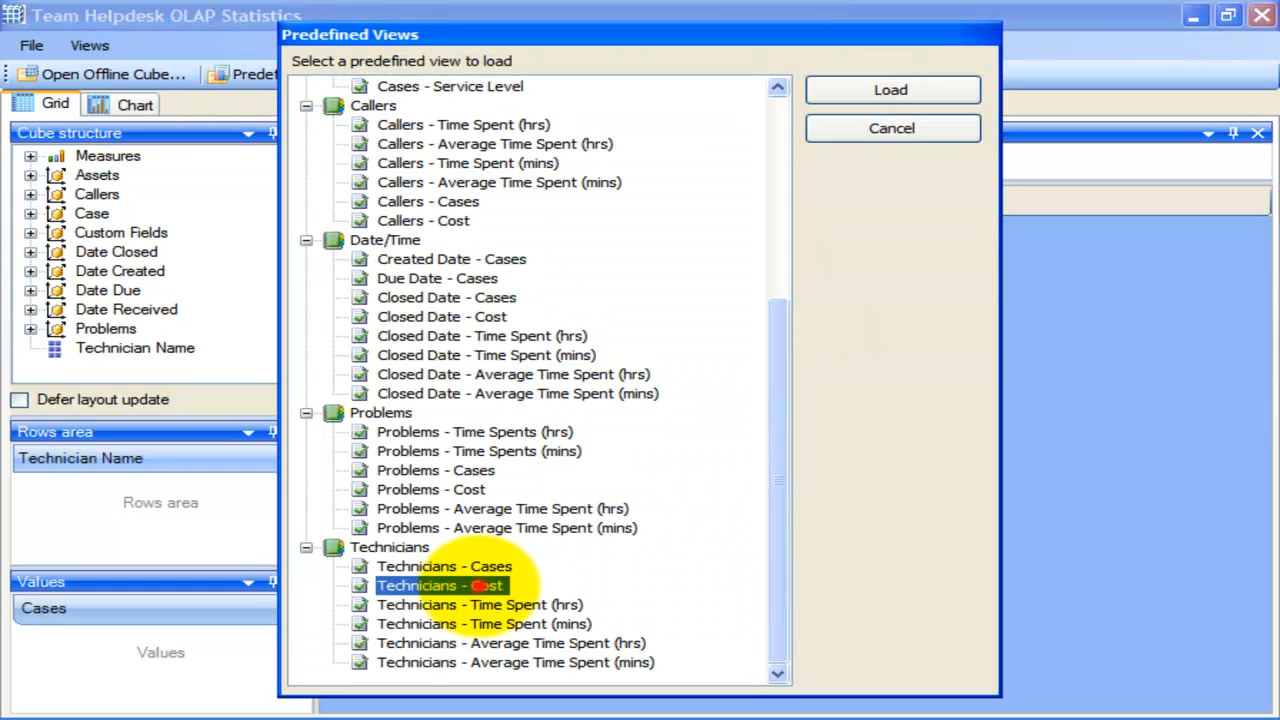 Team Helpdesk OLAP Statistics
File Views
Open Offline Cube... Predef
Grid Chart
Cube structure
Measures
Assets
Callers
Case
Custom Fields
Date Closed
Date Created
Date Due
Date Received
Problems
Technician Name
Defer layout update
Rows area
Technician Name
Rows area
Values
Cases
Values
Predefined Views
Select a predefined view to load
Cases - Service Level
Callers
Callers - Time Spent (hrs)
Callers - Average Time Spent (hrs)
Callers - Time Spent (mins)
Callers - Average Time Spent (mins)
Callers - Cases
Callers - Cost
Date/Time
Created Date - Cases
Due Date - Cases
Closed Date - Cases
Closed Date - Cost
Closed Date - Time Spent (hrs)
Closed Date - Time Spent (mins)
Closed Date - Average Time Spent (hrs)
Closed Date - Average Time Spent (mins)
Problems
Problems - Time Spents (hrs)
Problems - Time Spents (mins)
Problems - Cases
Problems - Cost
Problems - Average Time Spent (hrs)
Problems - Average Time Spent (mins)
Technicians
Technicians - Cases
Technicians - Cost
Technicians - Time Spent (hrs)
Technicians - Time Spent (mins)
Technicians - Average Time Spent (hrs)
Technicians - Average Time Spent (mins)
Load
Cancel